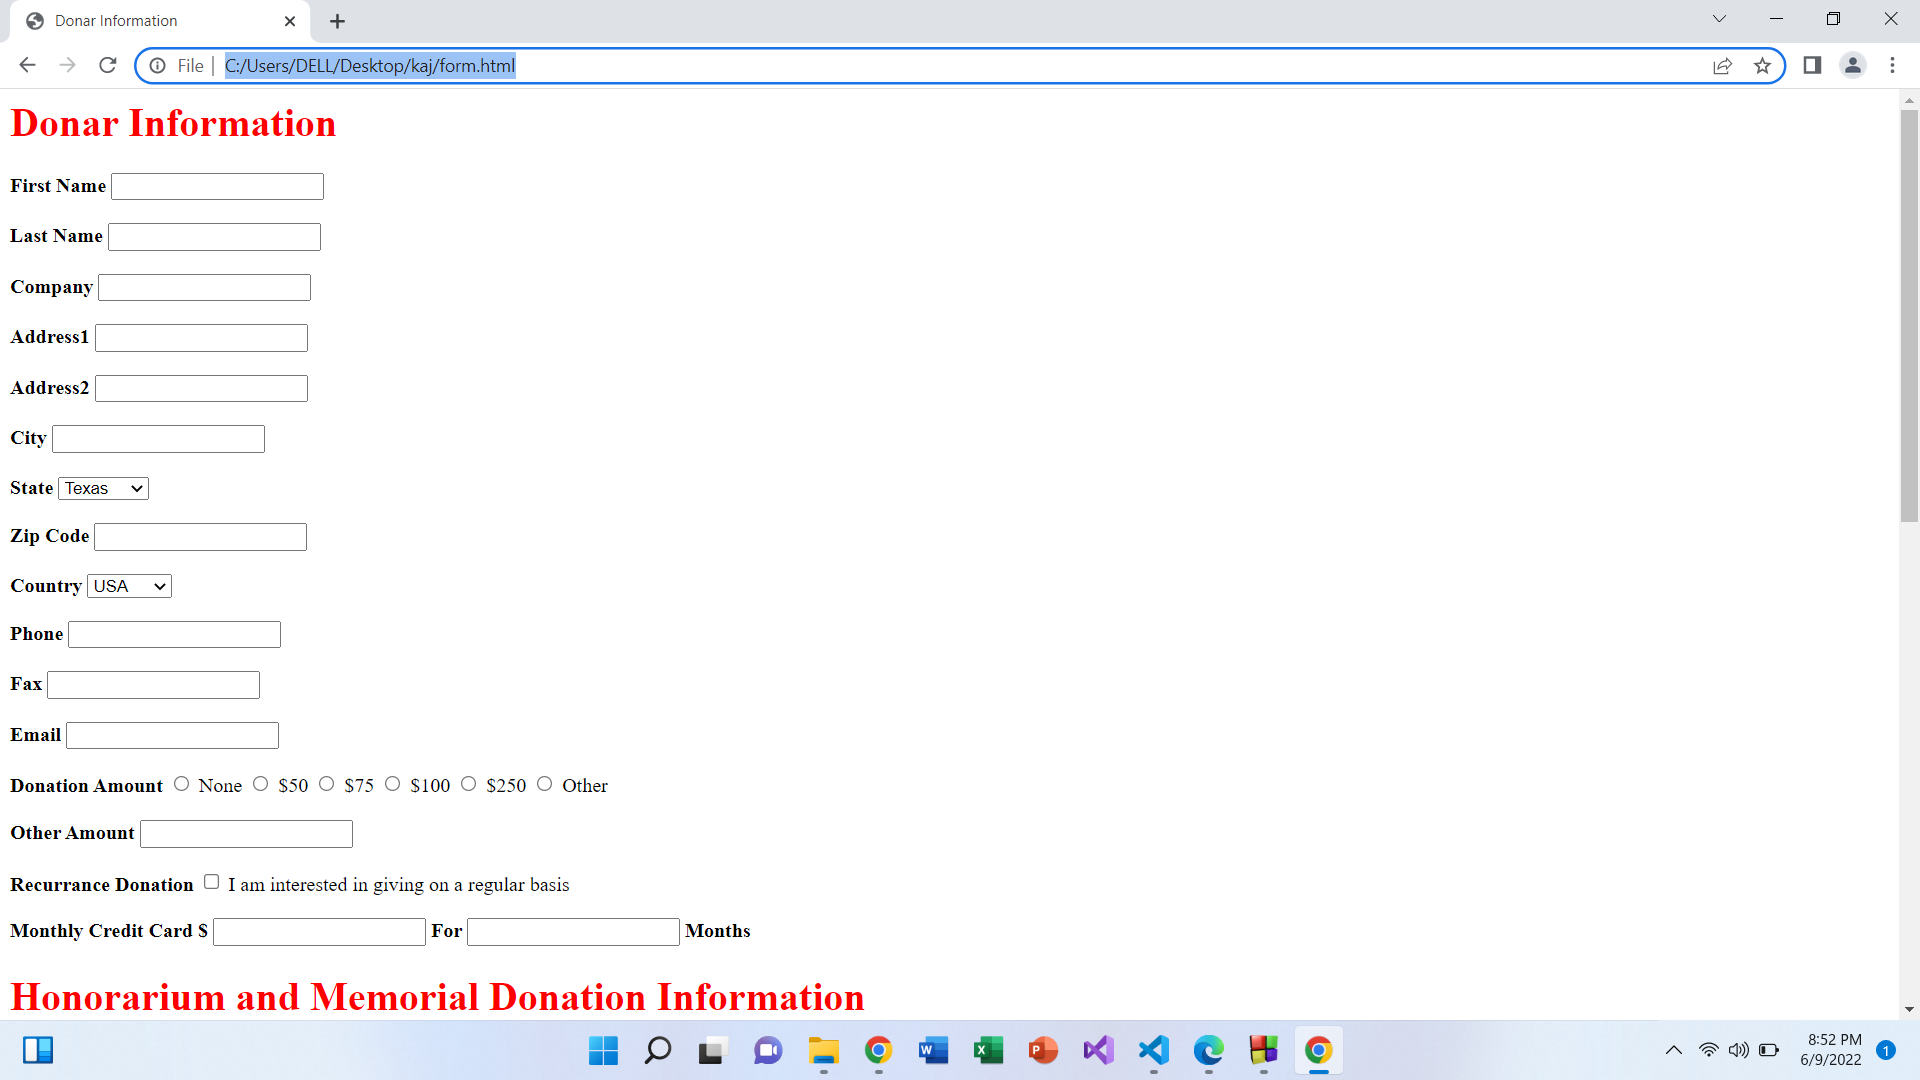 Donar Information
File | C:/Users/DELL/Desktop/kaj/form.html
Donar Information
First Name
Last Name
Company
Address1
Address2
City
State Texas
Zip Code
Country USA
Phone
Fax
Email
Donation Amount None $50 $75 $100 $250 Other
Other Amount
Recurrance Donation I am interested in giving on a regular basis
Monthly Credit Card $ For Months
Honorarium and Memorial Donation Information
8:52 PM
6/9/2022
1